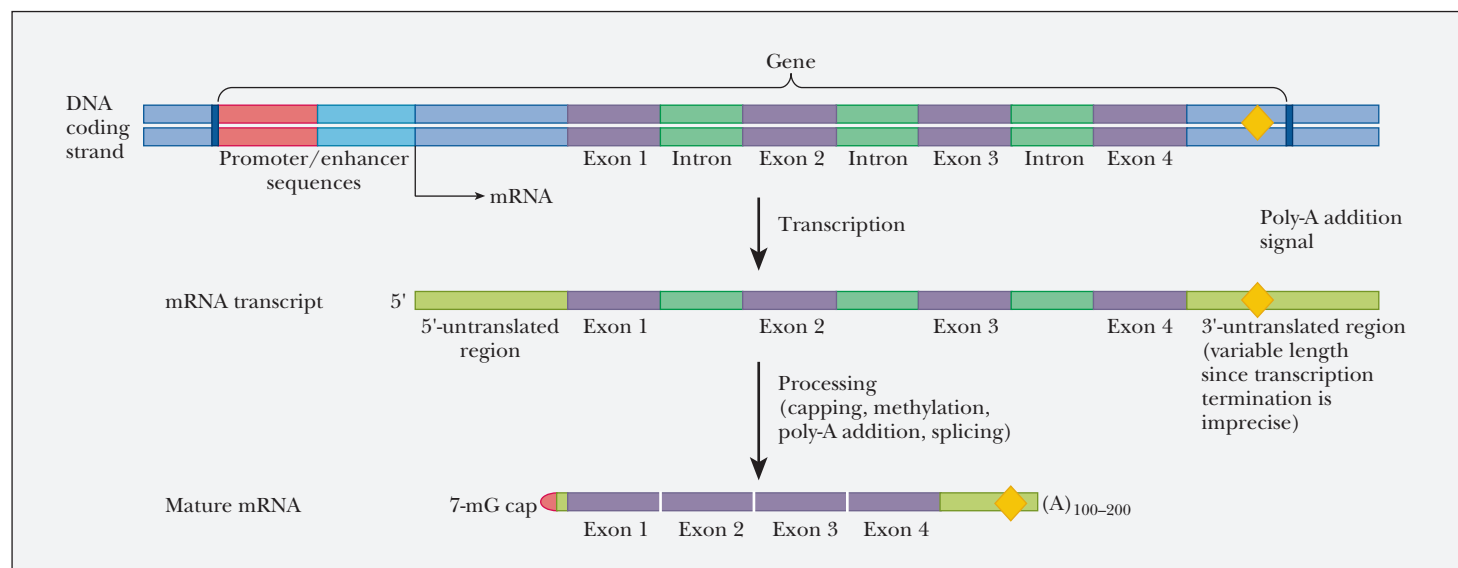 Gene
DNA
coding
strand
Promoter/enhancer
sequences
Exon 1 Intron Exon 2 Intron Exon 3 Intron Exon 4
mRNA
Transcription
Poly-A addition
signal
mRNA transcript 5'
5'-untranslated
region
Exon 1 Exon 2 Exon 3 Exon 4
3'-untranslated region
(variable length
since transcription
termination is
imprecise)
Processing
(capping, methylation,
poly-A addition, splicing)
Mature mRNA 7-mG cap (A)100–200
Exon 1 Exon 2 Exon 3 Exon 4